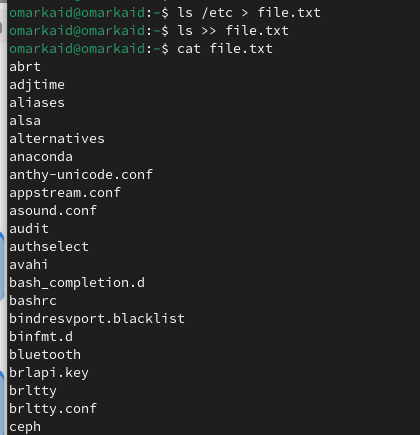 omarkaid@omarkaid:~$ ls /etc > file.txt
omarkaid@omarkaid:~$ ls >> file.txt
omarkaid@omarkaid:~$ cat file.txt
abrt
adjtime
aliases
alsa
alternatives
anaconda
anthy-unicode.conf
appstream.conf
asound.conf
audit
authselect
avahi
bash_completion.d
bashrc
bindresvport.blacklist
binfmt.d
bluetooth
brlapi.key
brltty
brltty.conf
ceph